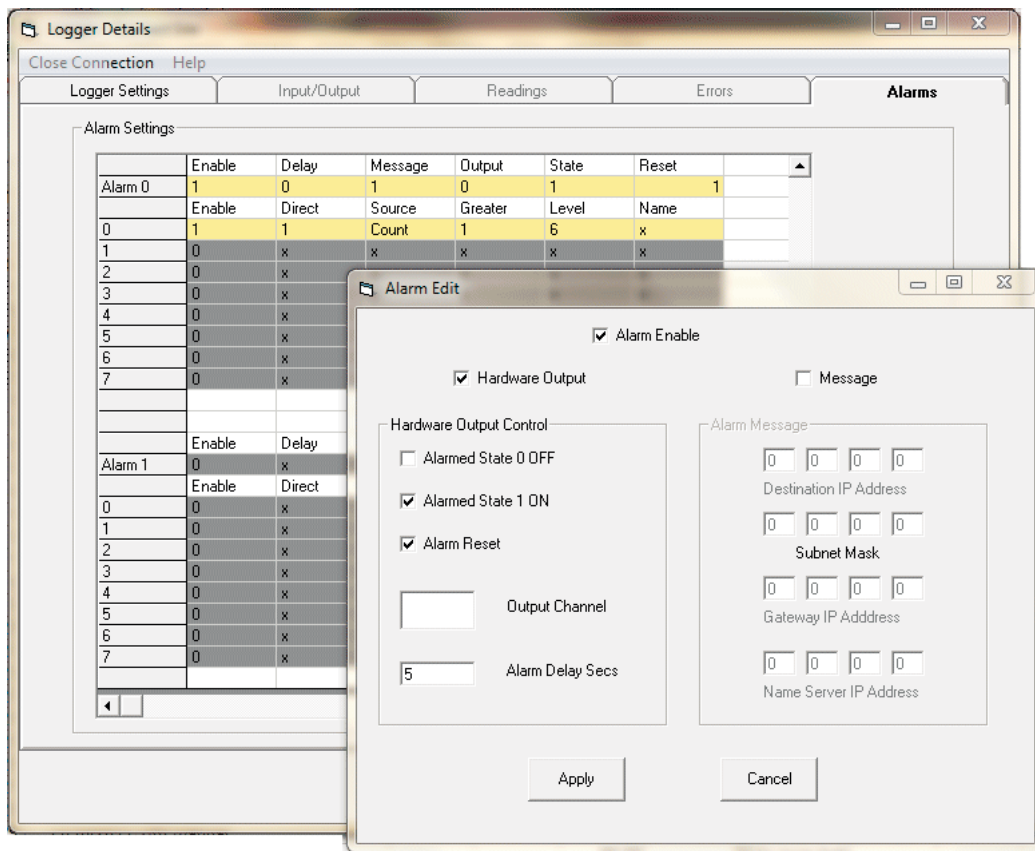 Logger Details
Close Connection Help
Logger Settings Input/Output Readings Errors Alarms
Alarm Settings
Enable Delay Message Output State Reset
Alarm 0 1 0 1 0 1 1
Enable Direct Source Greater Level Name
0 1 1 Count 1 6 x
1 0 x x x x x
2 0 x
3 0 x
4 0 x
5 0 x
6 0 x
7 0 x
Enable Delay
Alarm 1 0 x
Enable Direct
0 0 x
1 0 x
2 0 x
3 0 x
4 0 x
5 0 x
6 0 x
7 0 x
Alarm Edit
Alarm Enable
Hardware Output Message
Hardware Output Control
Alarmed State 0 OFF
Alarmed State 1 ON
Alarm Reset
Output Channel
5 Alarm Delay Secs
Alarm Message
0 0 0 0
Destination IP Address
0 0 0 0
Subnet Mask
0 0 0 0
Gateway IP Adddress
0 0 0 0
Name Server IP Address
Apply Cancel